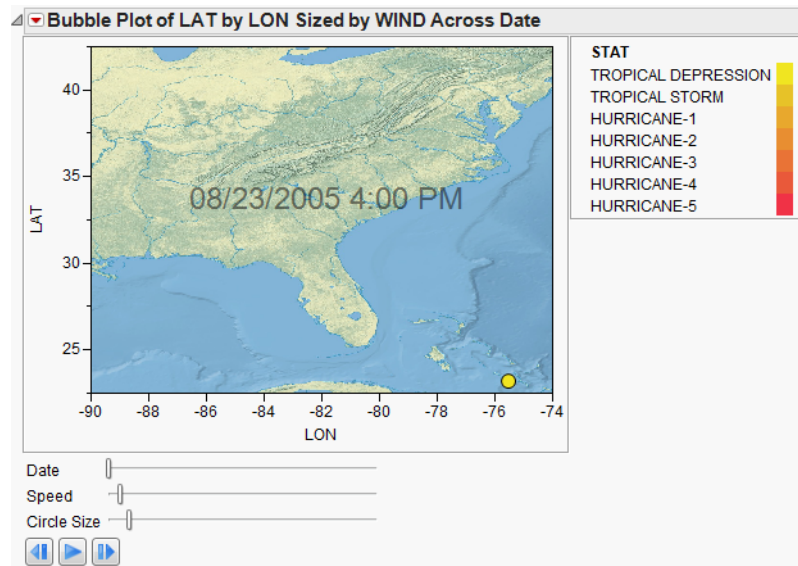 Bubble Plot of LAT by LON Sized by WIND Across Date
STAT
TROPICAL DEPRESSION
TROPICAL STORM
HURRICANE-1
HURRICANE-2
HURRICANE-3
HURRICANE-4
HURRICANE-5
40
35
30
25
LAT
08/23/2005 4:00 PM
-90 -88 -86 -84 -82 -80 -78 -76 -74
LON
Date
Speed
Circle Size